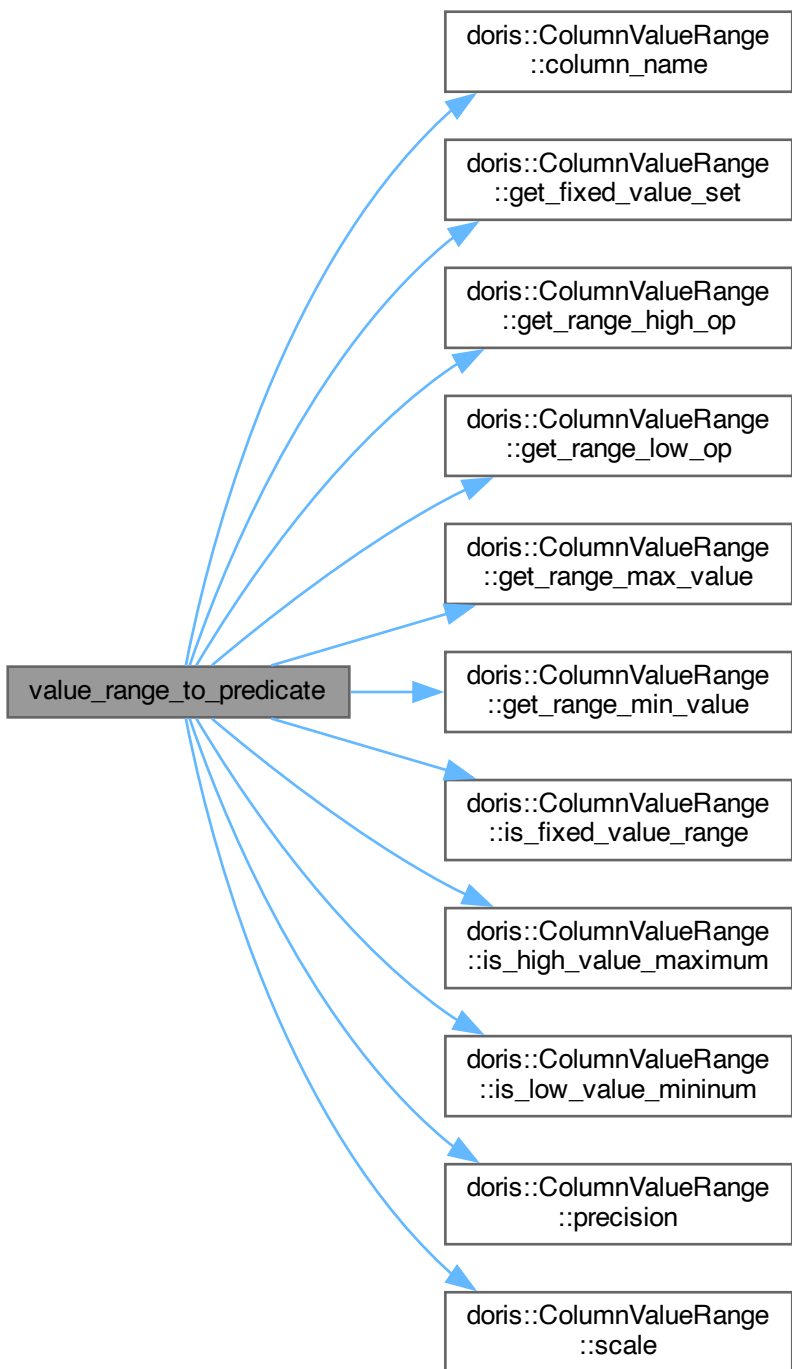 doris::ColumnValueRange
::column_name
doris::ColumnValueRange
::get_fixed_value_set
doris::ColumnValueRange
::get_range_high_op
doris::ColumnValueRange
::get_range_low_op
doris::ColumnValueRange
::get_range_max_value
value_range_to_predicate
doris::ColumnValueRange
::get_range_min_value
doris::ColumnValueRange
::is_fixed_value_range
doris::ColumnValueRange
::is_high_value_maximum
doris::ColumnValueRange
::is_low_value_mininum
doris::ColumnValueRange
::precision
doris::ColumnValueRange
::scale